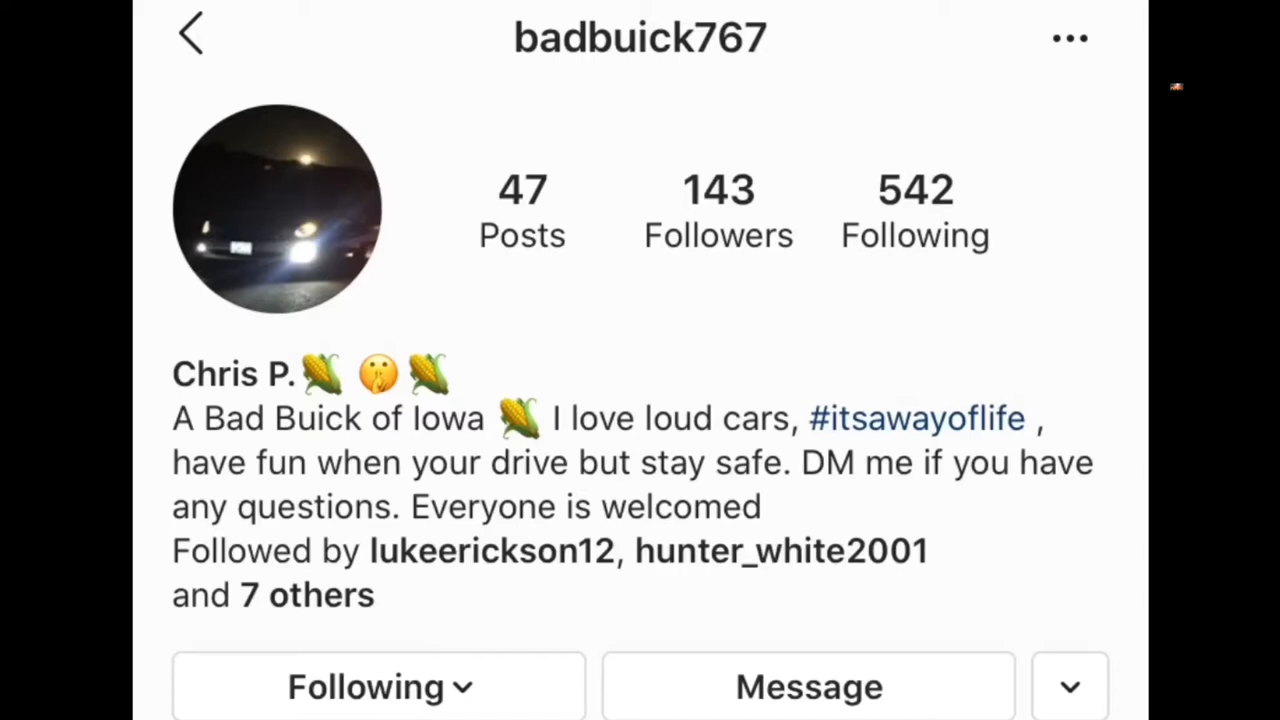 badbuick767
47 143 542
Posts Followers Following
Chris P.🌽 🤫 🌽
A Bad Buick of Iowa 🌽 I love loud cars, #itsawayoflife ,
have fun when your drive but stay safe. DM me if you have
any questions. Everyone is welcomed
Followed by lukeerickson12, hunter_white2001
and 7 others
Following Message